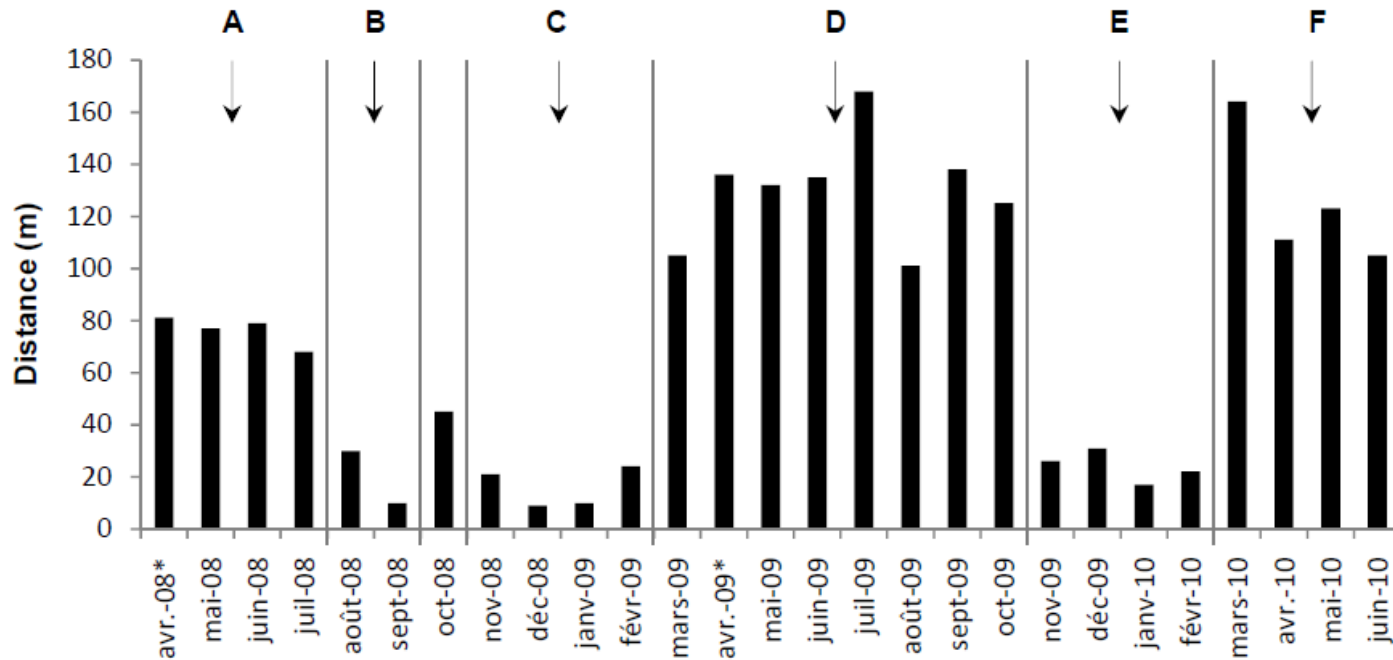 A B C D E F
180
160
140
120
100
80
60
40
20
0
Distance (m)
avr.-08*
mai-08
juin-08
juil-08
août-08
sept-08
oct-08
nov-08
déc-08
janv-09
févr-09
mars-09
avr.-09*
mai-09
juin-09
juil-09
août-09
sept-09
oct-09
nov-09
déc-09
janv-10
févr-10
mars-10
avr.-10
mai-10
juin-10